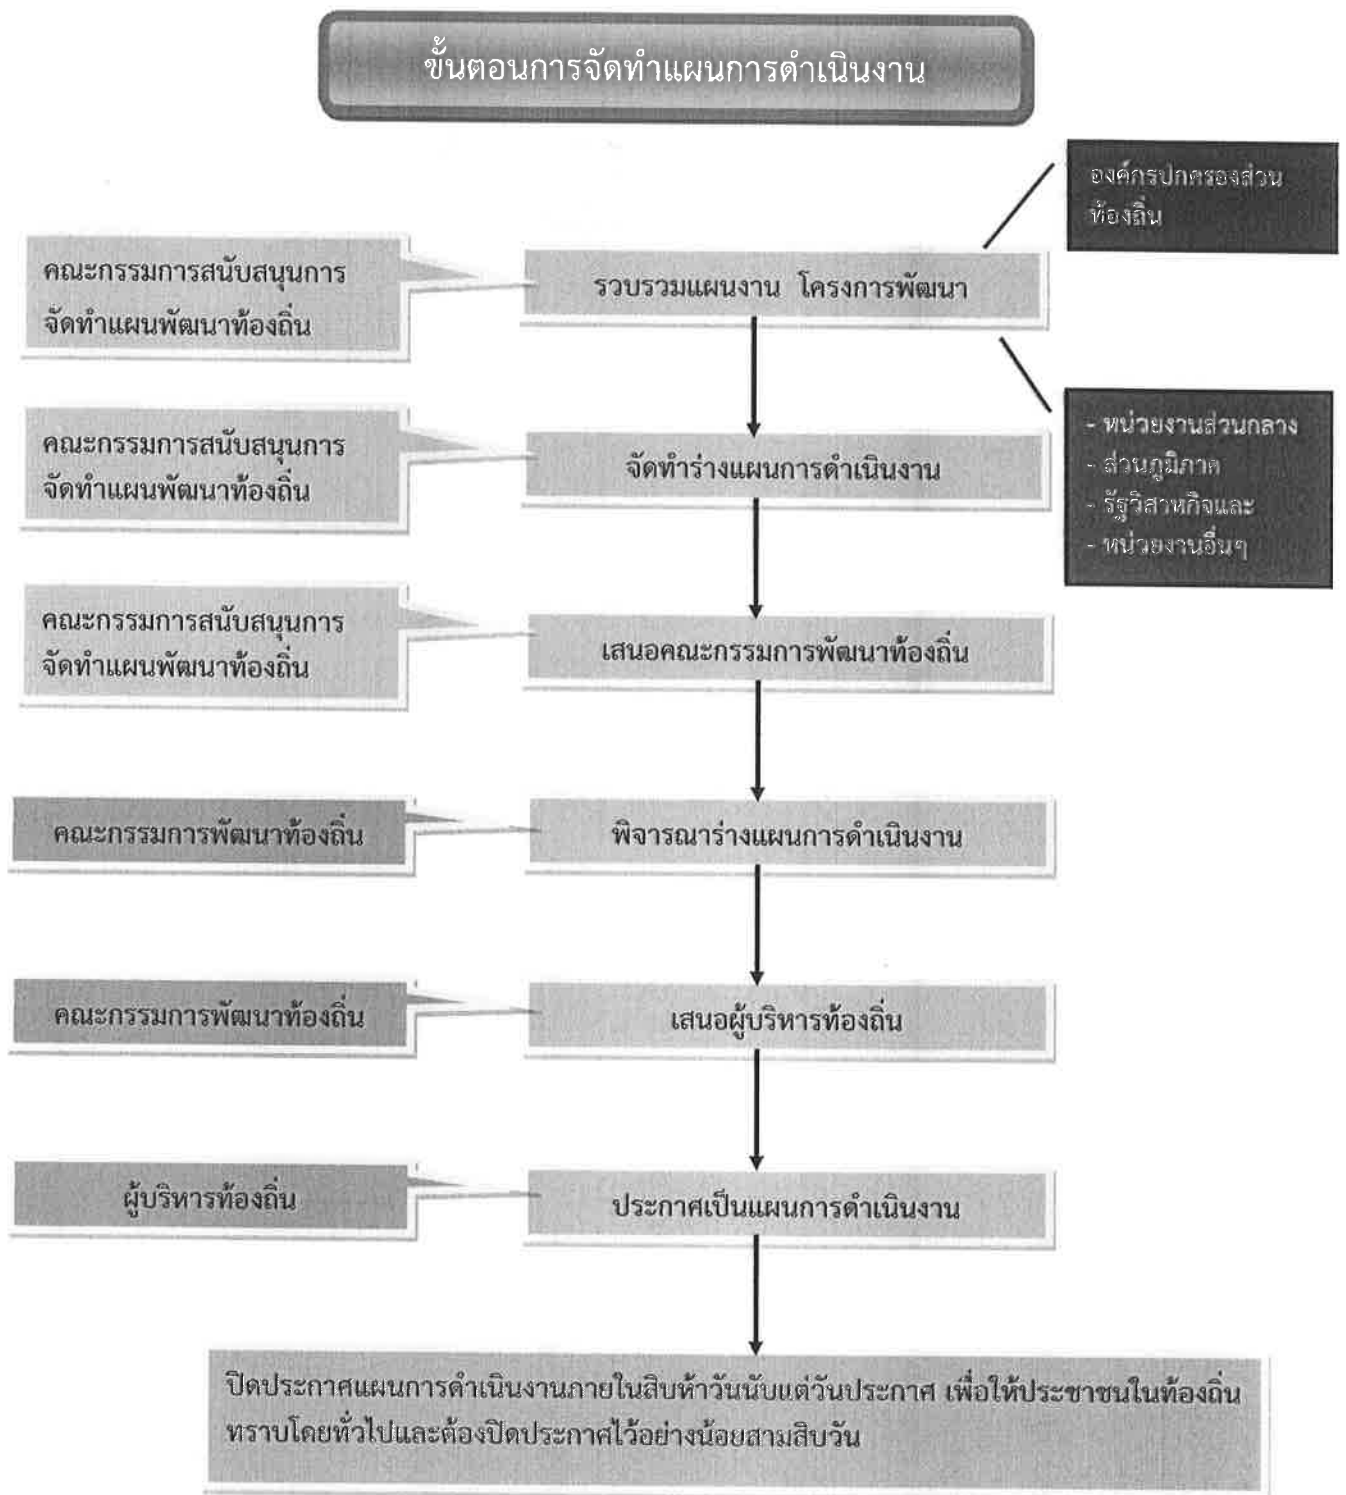 ขั้นตอนการจัดทำแผนการดำเนินงาน
องค์กรปกครองส่วน
ท้องถิ่น
คณะกรรมการสนับสนุนการ
จัดทำแผนพัฒนาท้องถิ่น
รวบรวมแผนงาน โครงการพัฒนา
- หน่วยงานส่วนกลาง
- ส่วนภูมิภาค
- รัฐวิสาหกิจและ
- หน่วยงานอื่นๆ
คณะกรรมการสนับสนุนการ
จัดทำแผนพัฒนาท้องถิ่น
จัดทำร่างแผนการดำเนินงาน
คณะกรรมการสนับสนุนการ
จัดทำแผนพัฒนาท้องถิ่น
เสนอคณะกรรมการพัฒนาท้องถิ่น
คณะกรรมการพัฒนาท้องถิ่น
พิจารณาร่างแผนการดำเนินงาน
คณะกรรมการพัฒนาท้องถิ่น
เสนอผู้บริหารท้องถิ่น
ผู้บริหารท้องถิ่น
ประกาศเป็นแผนการดำเนินงาน
ปิดประกาศแผนการดำเนินงานภายในสิบห้าวันนับแต่วันประกาศ เพื่อให้ประชาชนในท้องถิ่น
ทราบโดยทั่วไปและต้องปิดประกาศไว้อย่างน้อยสามสิบวัน